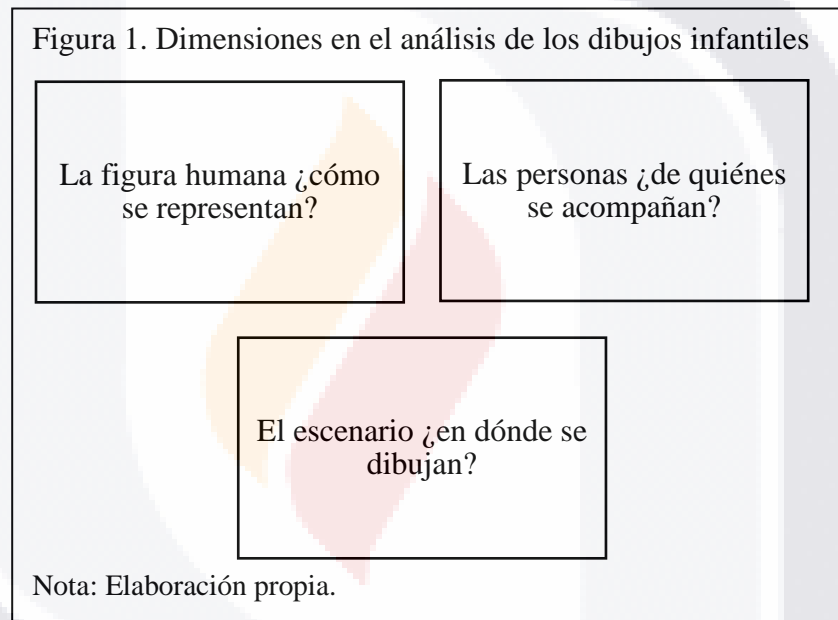 Figura 1. Dimensiones en el análisis de los dibujos infantiles
La figura humana ¿cómo
se representan?
Las personas ¿de quiénes
se acompañan?
El escenario ¿en dónde se
dibujan?
Nota: Elaboración propia.